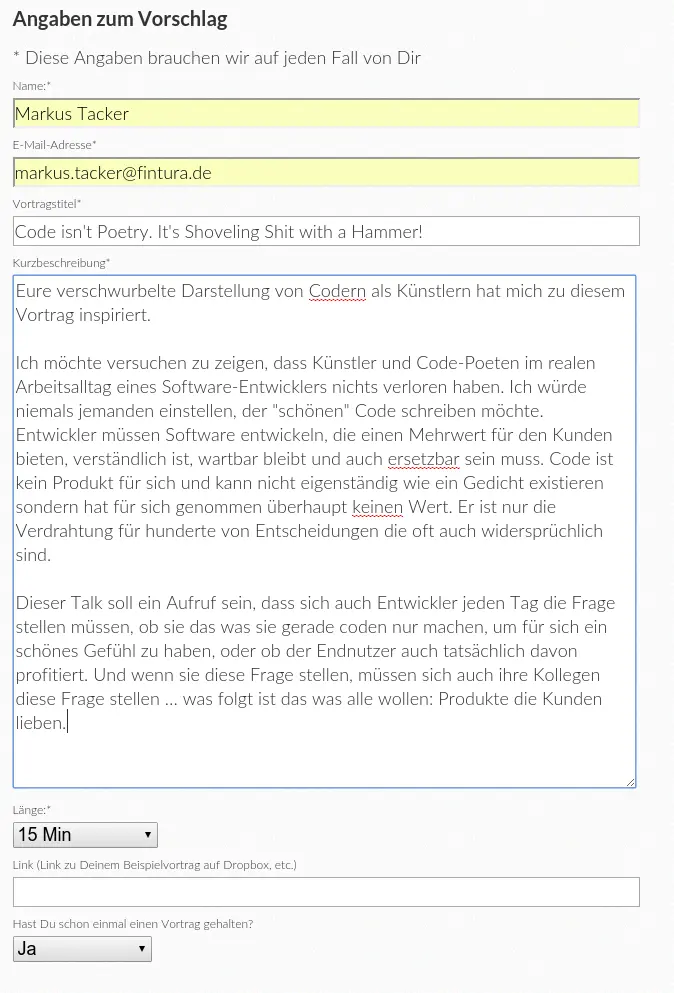 Angaben zum Vorschlag
* Diese Angaben brauchen wir auf jeden Fall von Dir
Name:*
Markus Tacker
E-Mail-Adresse*
markus.tacker@fintura.de
Vortragstitel*
Code isn't Poetry. It's Shoveling Shit with a Hammer!
Kurzbeschreibung*
Eure verschwurbelte Darstellung von Codern als Künstlern hat mich zu diesem
Vortrag inspiriert.
Ich möchte versuchen zu zeigen, dass Künstler und Code-Poeten im realen
Arbeitsalltag eines Software-Entwicklers nichts verloren haben. Ich würde
niemals jemanden einstellen, der "schönen" Code schreiben möchte.
Entwickler müssen Software entwickeln, die einen Mehrwert für den Kunden
bieten, verständlich ist, wartbar bleibt und auch ersetzbar sein muss. Code ist
kein Produkt für sich und kann nicht eigenständig wie ein Gedicht existieren
sondern hat für sich genommen überhaupt keinen Wert. Er ist nur die
Verdrahtung für hunderte von Entscheidungen die oft auch widersprüchlich
sind.
Dieser Talk soll ein Aufruf sein, dass sich auch Entwickler jeden Tag die Frage
stellen müssen, ob sie das was sie gerade coden nur machen, um für sich ein
schönes Gefühl zu haben, oder ob der Endnutzer auch tatsächlich davon
profitiert. Und wenn sie diese Frage stellen, müssen sich auch ihre Kollegen
diese Frage stellen ... was folgt ist das was alle wollen: Produkte die Kunden
lieben.
Länge:*
15 Min
Link (Link zu Deinem Beispielvortrag auf Dropbox, etc.)
Hast Du schon einmal einen Vortrag gehalten?
Ja